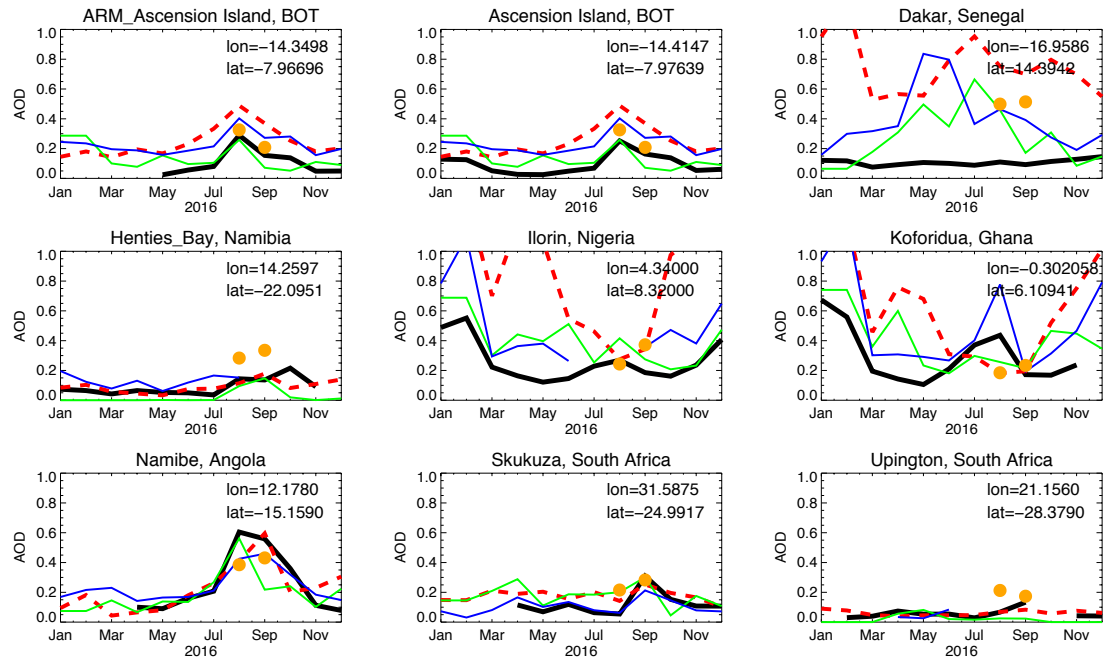 ARM_Ascension Island, BOT
1.0
0.8
0.6
0.4
0.2
0.0
AOD
lon=−14.3498
lat=−7.96696
Jan Mar May Jul Sep Nov
2016
Ascension Island, BOT
1.0
0.8
0.6
0.4
0.2
0.0
AOD
lon=−14.4147
lat=−7.97639
Jan Mar May Jul Sep Nov
2016
Dakar, Senegal
1.0
0.8
0.6
0.4
0.2
0.0
AOD
lon=−16.9586
lat=14.3942
Jan Mar May Jul Sep Nov
2016
Henties_Bay, Namibia
1.0
0.8
0.6
0.4
0.2
0.0
AOD
lon=14.2597
lat=−22.0951
Jan Mar May Jul Sep Nov
2016
Ilorin, Nigeria
1.0
0.8
0.6
0.4
0.2
0.0
AOD
lon=4.34000
lat=8.32000
Jan Mar May Jul Sep Nov
2016
Koforidua, Ghana
1.0
0.8
0.6
0.4
0.2
0.0
AOD
lon=−0.302058
lat=6.10941
Jan Mar May Jul Sep Nov
2016
Namibe, Angola
1.0
0.8
0.6
0.4
0.2
0.0
AOD
lon=12.1780
lat=−15.1590
Jan Mar May Jul Sep Nov
2016
Skukuza, South Africa
1.0
0.8
0.6
0.4
0.2
0.0
AOD
lon=31.5875
lat=−24.9917
Jan Mar May Jul Sep Nov
2016
Upington, South Africa
1.0
0.8
0.6
0.4
0.2
0.0
AOD
lon=21.1560
lat=−28.3790
Jan Mar May Jul Sep Nov
2016